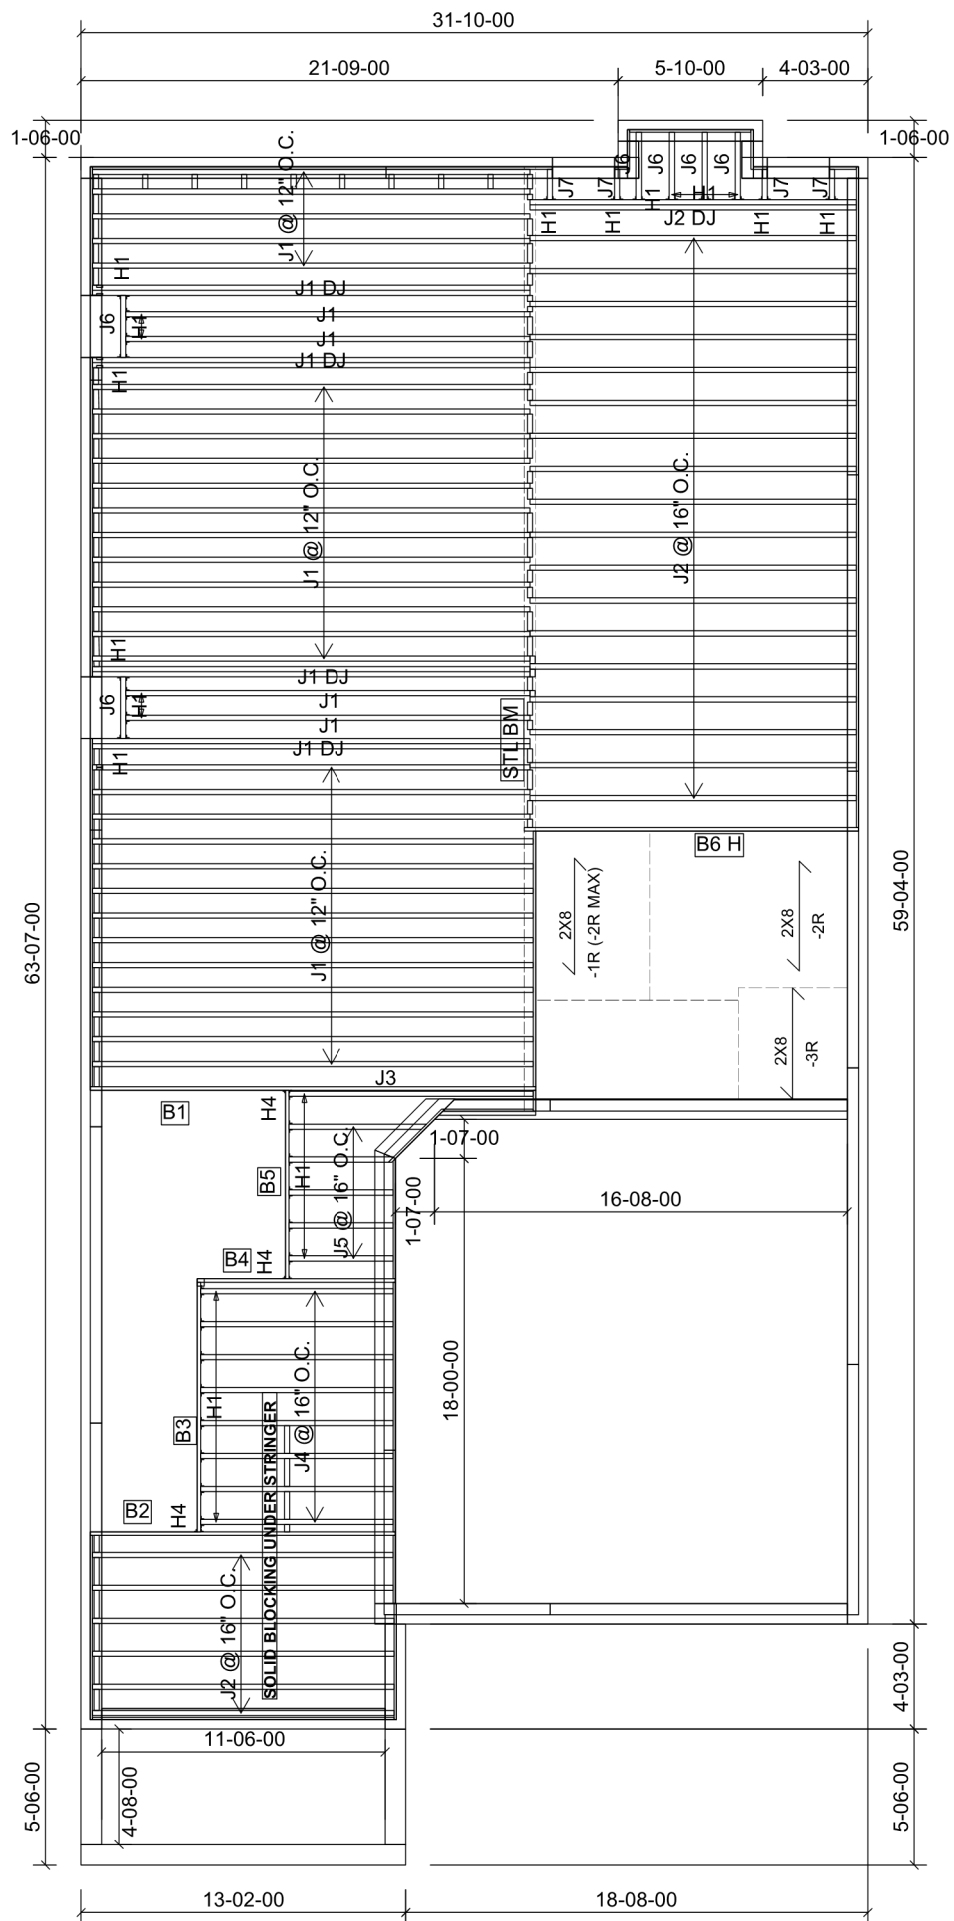 31-10-00
21-09-00
5-10-00
4-03-00
1-06-00
1-06-00
J1 @ 12" O.C.
J6
J6
J6
J6
J7
J7
J7
J7
H1
H1
J2 DJ
H1
H1
H1
H1
H1
J1 DJ
J6
H1
J1
J1
J1 DJ
H1
J1 @ 12" O.C.
J2 @ 16" O.C.
H1
J1 DJ
J6
H1
J1
J1
J1 DJ
H1
STL BM
B6 H
J1 @ 12" O.C.
2X8
-1R (-2R MAX)
2X8
-2R
2X8
-3R
63-07-00
59-04-00
J3
B1
H4
B5
H1
J5 @ 16" O.C.
1-07-00
1-07-00
16-08-00
B4
H4
18-00-00
B3
H1
J4 @ 16" O.C.
SOLID BLOCKING UNDER STRINGER
B2
H4
J2 @ 16" O.C.
4-03-00
11-06-00
4-08-00
5-06-00
5-06-00
13-02-00
18-08-00